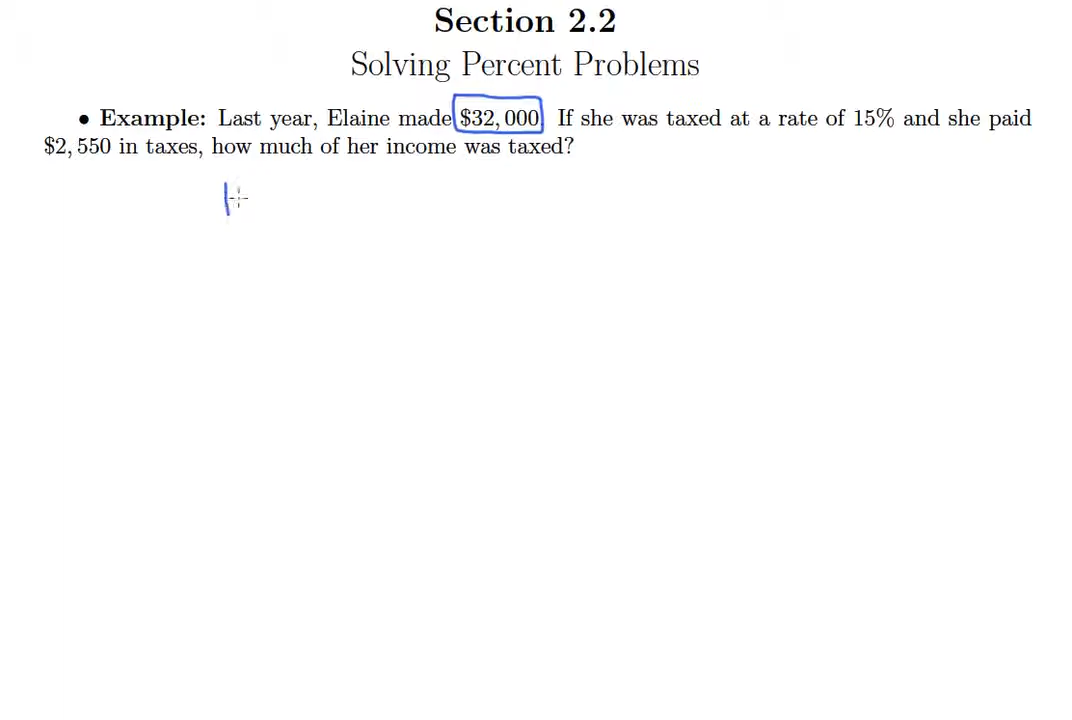 Section 2.2
Solving Percent Problems
• Example: Last year, Elaine made $32,000. If she was taxed at a rate of 15% and she paid
$2,550 in taxes, how much of her income was taxed?